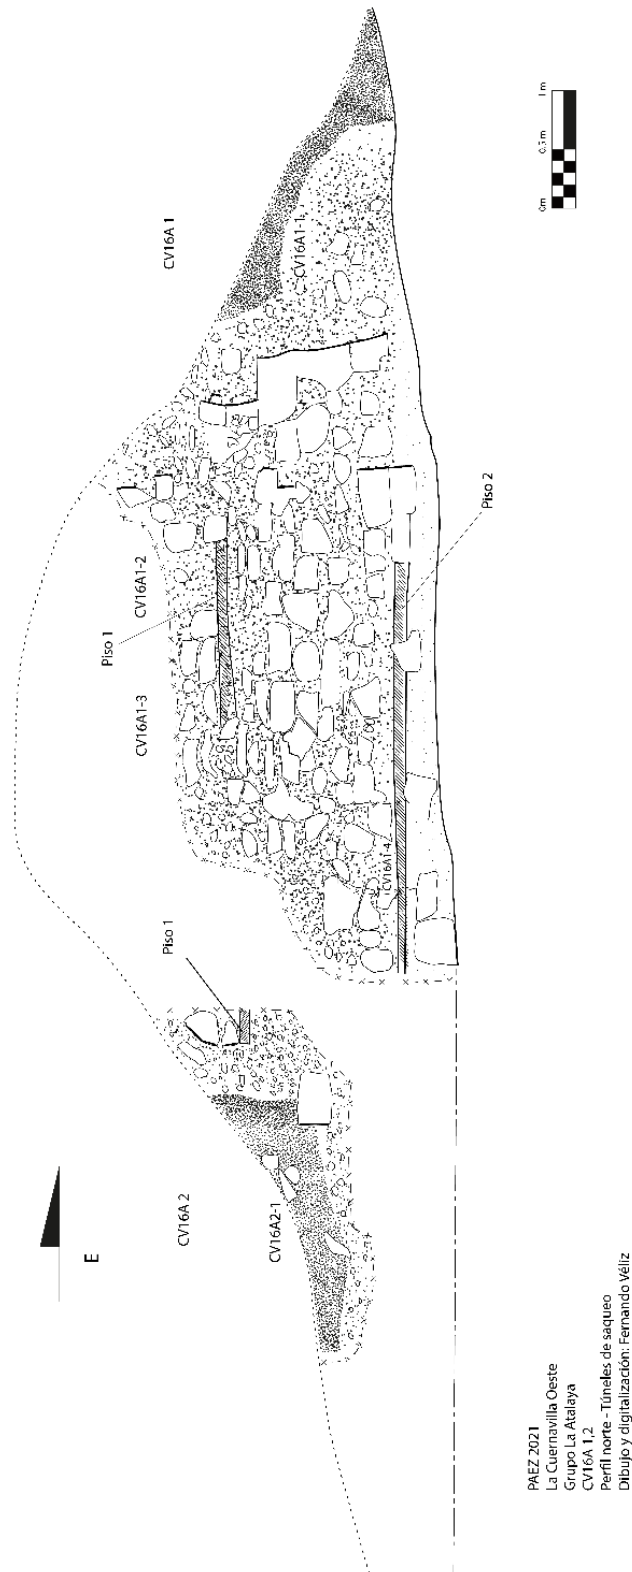 CV16A 1
CV16A1-1
0m
0.5m
1m
Piso 2
CV16A1-2
Piso 1
CV16A1-3
CV16A1-4
Piso 1
CV16A 2
CV16A2-1
E
PAEZ 2021
La Cuernavilla Oeste
Grupo La Atalaya
CV16A 1,2
Perfil norte - Túneles de saqueo
Dibujo y digitalización: Fernando Véliz